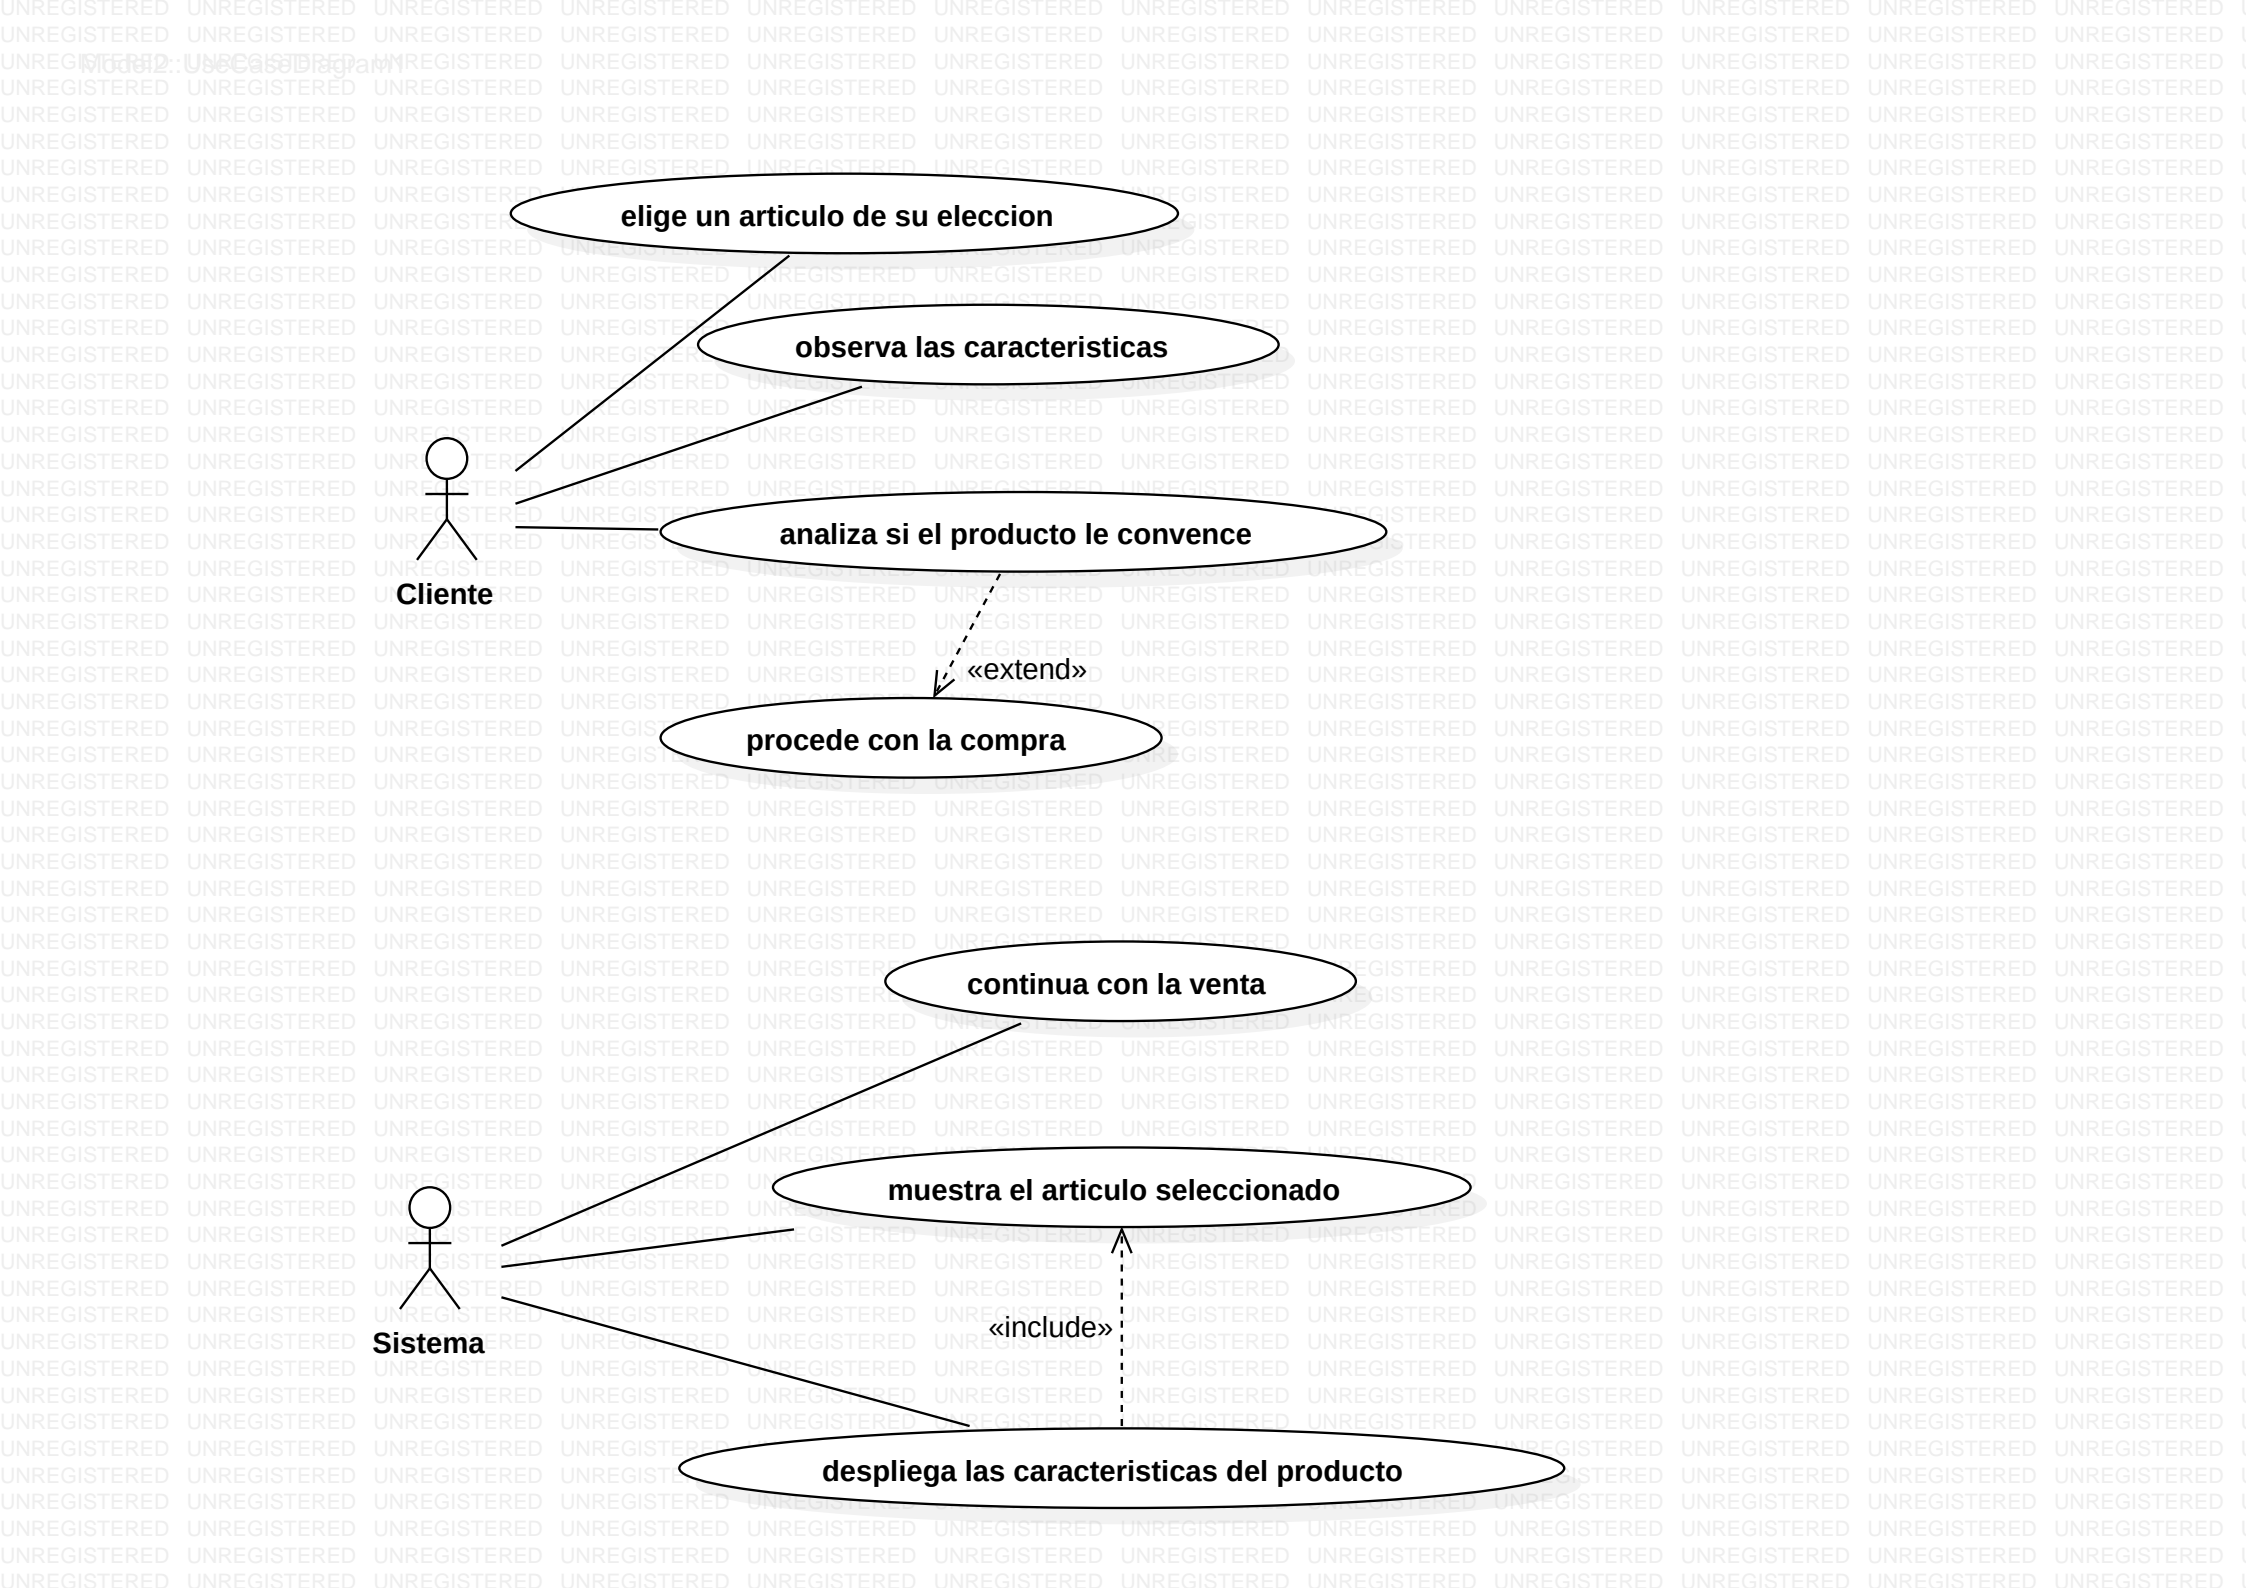 Model2::UseCaseDiagram1
elige un articulo de su eleccion
observa las caracteristicas
analiza si el producto le convence
Cliente
«extend»
procede con la compra
continua con la venta
muestra el articulo seleccionado
«include»
Sistema
despliega las caracteristicas del producto
UNREGISTERED